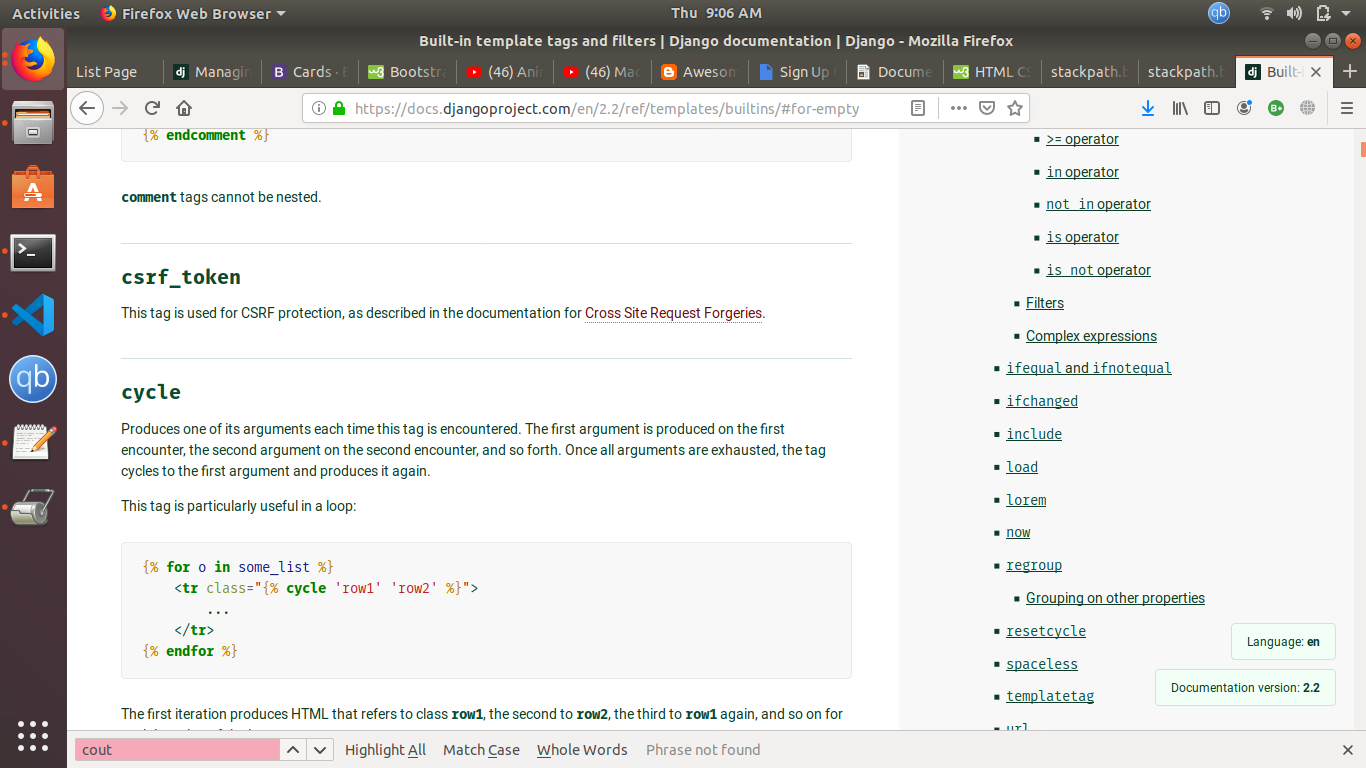 Activities
Firefox Web Browser
Thu 9:06 AM
qb
Built-in template tags and filters | Django documentation | Django - Mozilla Firefox
List Page
dj Managin
B Cards · B
w3 Bootstra
(46) Ani
(46) Mac
Awesom
Sign Up
Docume
w3 HTML CS
stackpath.b
stackpath.b
dj Built-
https://docs.djangoproject.com/en/2.2/ref/templates/builtins/#for-empty
{% endcomment %}
comment tags cannot be nested.
csrf_token
This tag is used for CSRF protection, as described in the documentation for Cross Site Request Forgeries.
cycle
Produces one of its arguments each time this tag is encountered. The first argument is produced on the first
encounter, the second argument on the second encounter, and so forth. Once all arguments are exhausted, the tag
cycles to the first argument and produces it again.
This tag is particularly useful in a loop:
{% for o in some_list %}
<tr class="{% cycle 'row1' 'row2' %}">
...
</tr>
{% endfor %}
The first iteration produces HTML that refers to class row1, the second to row2, the third to row1 again, and so on for
>= operator
in operator
not in operator
is operator
is not operator
Filters
Complex expressions
ifequal and ifnotequal
ifchanged
include
load
lorem
now
regroup
Grouping on other properties
resetcycle
spaceless
templatetag
url
Language: en
Documentation version: 2.2
qb
cout
Highlight All
Match Case
Whole Words
Phrase not found